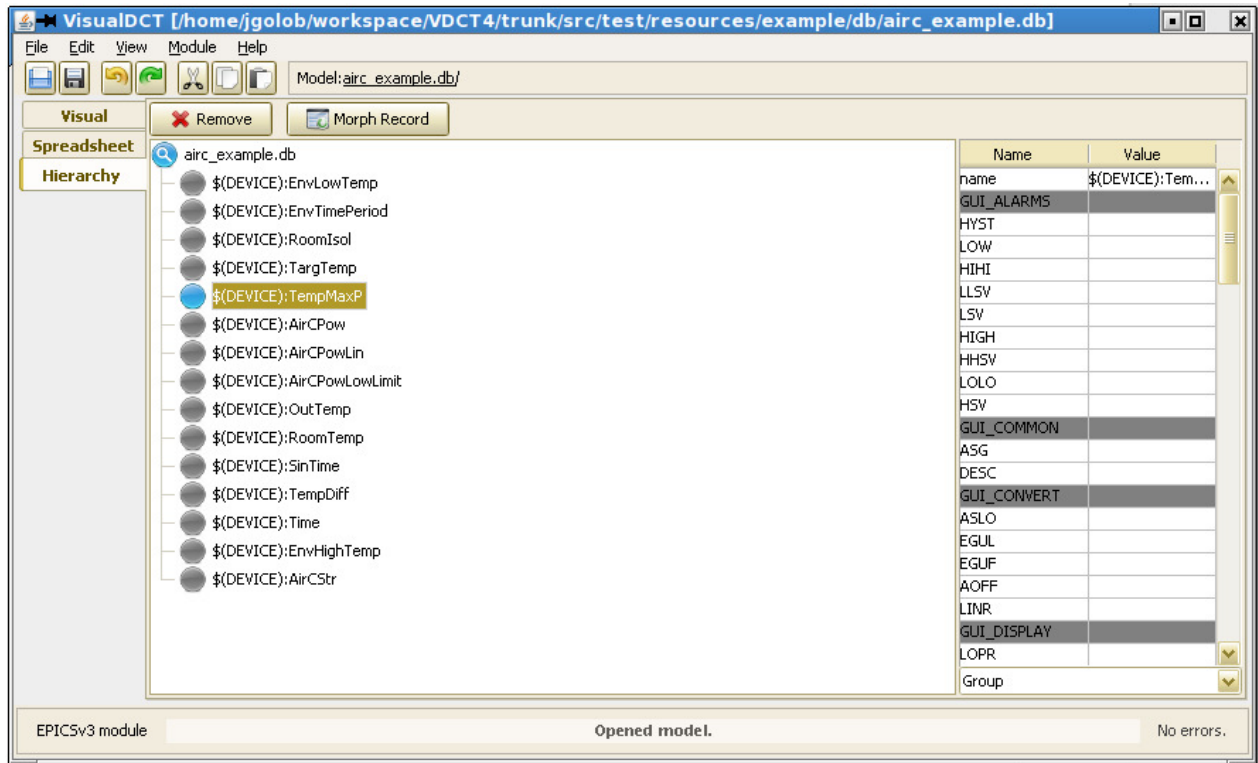 VisualDCT [/home/jgolob/workspace/VDCT4/trunk/src/test/resources/example/db/airc_example.db]
File Edit View Module Help
Model:airc_example.db/
Visual
Spreadsheet
Hierarchy
Remove Morph Record
airc_example.db
$(DEVICE):EnvLowTemp
$(DEVICE):EnvTimePeriod
$(DEVICE):RoomIsol
$(DEVICE):TargTemp
$(DEVICE):TempMaxP
$(DEVICE):AirCPow
$(DEVICE):AirCPowLin
$(DEVICE):AirCPowLowLimit
$(DEVICE):OutTemp
$(DEVICE):RoomTemp
$(DEVICE):SinTime
$(DEVICE):TempDiff
$(DEVICE):Time
$(DEVICE):EnvHighTemp
$(DEVICE):AirCStr
Name Value
name $(DEVICE):Tem...
GUI_ALARMS
HYST
LOW
HIHI
LLSV
LSV
HIGH
HHSV
LOLO
HSV
GUI_COMMON
ASG
DESC
GUI_CONVERT
ASLO
EGUL
EGUF
AOFF
LINR
GUI_DISPLAY
LOPR
Group
EPICSv3 module Opened model. No errors.